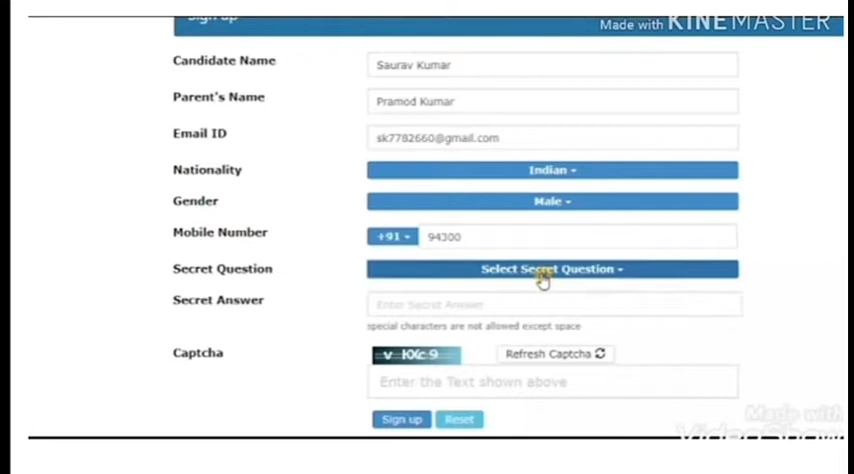 Sign up
Made with KINEMASTER
Candidate Name
Saurav Kumar
Parent's Name
Pramod Kumar
Email ID
sk7782660@gmail.com
Nationality
Indian
Gender
Male
Mobile Number
+91
94300
Secret Question
Select Secret Question
Secret Answer
Enter Secret Answer
special characters are not allowed except space
Captcha
v KXc 9
Refresh Captcha
Enter the Text shown above
Sign up
Reset
Made with
VideoShow